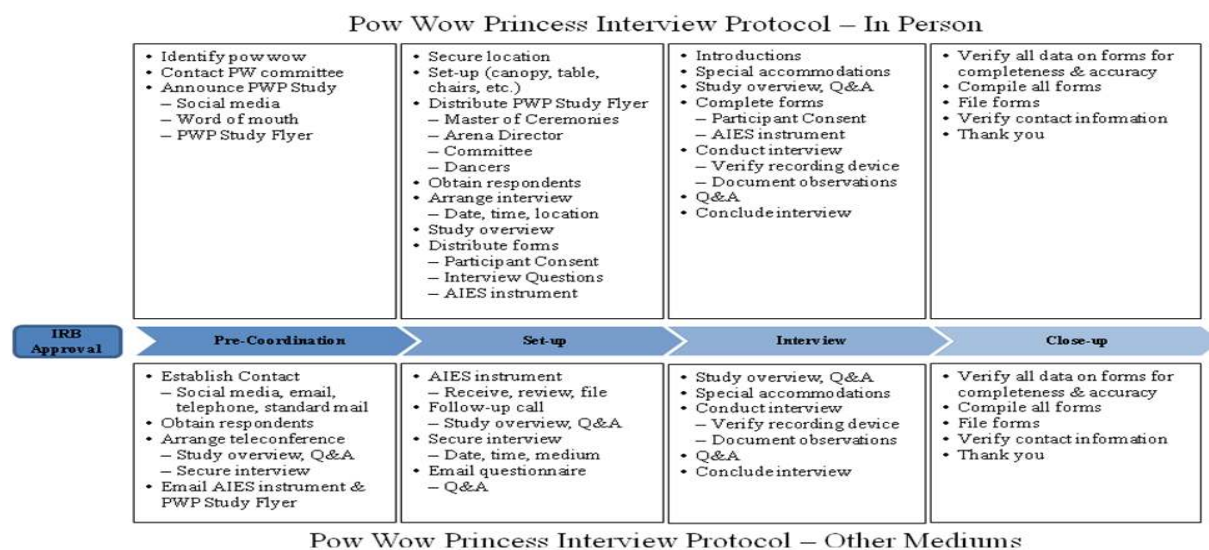 Pow Wow Princess Interview Protocol – In Person
• Identify pow wow
• Contact PW committee
• Announce PWP Study
– Social media
– Word of mouth
– PWP Study Flyer
• Secure location
• Set-up (canopy, table,
chairs, etc.)
• Distribute PWP Study Flyer
– Master of Ceremonies
– Arena Director
– Committee
– Dancers
• Obtain respondents
• Arrange interview
– Date, time, location
• Study overview
• Distribute forms
– Participant Consent
– Interview Questions
– AIES instrument
• Introductions
• Special accommodations
• Study overview, Q&A
• Complete forms
– Participant Consent
– AIES instrument
• Conduct interview
– Verify recording device
– Document observations
• Q&A
• Conclude interview
• Verify all data on forms for
completeness & accuracy
• Compile all forms
• File forms
• Verify contact information
• Thank you
IRB
Approval
Pre-Coordination
Set-up
Interview
Close-up
• Establish Contact
– Social media, email,
telephone, standard mail
• Obtain respondents
• Arrange teleconference
– Study overview, Q&A
– Secure interview
• Email AIES instrument &
PWP Study Flyer
• AIES instrument
– Receive, review, file
• Follow-up call
– Study overview, Q&A
• Secure interview
– Date, time, medium
• Email questionnaire
– Q&A
• Study overview, Q&A
• Special accommodations
• Conduct interview
– Verify recording device
– Document observations
• Q&A
• Conclude interview
• Verify all data on forms for
completeness & accuracy
• Compile all forms
• File forms
• Verify contact information
• Thank you
Pow Wow Princess Interview Protocol – Other Mediums